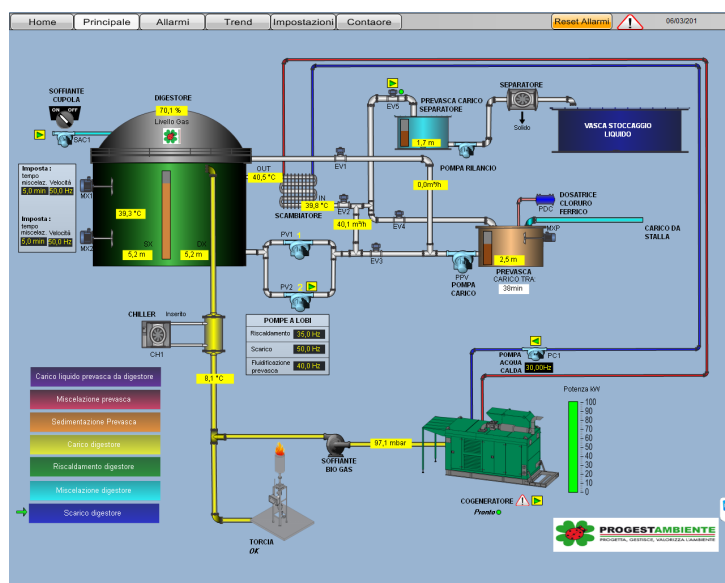 Home
Principale
Allarmi
Trend
Impostazioni
Contaore
Reset Allarmi
06/03/201
SOFFIANTE
CUPOLA
ON OFF
SAC1
DIGESTORE
70,1 %
Livello Gas
EV5
PREVASCA CARICO
SEPARATORE
1,7 m
POMPA RILANCIO
SEPARATORE
Solido
VASCA STOCCAGGIO
LIQUIDO
Imposta :
tempo
miscelaz. Velocità
5,0 min 50,0 Hz
MX1
Imposta :
tempo
miscelaz. Velocità
5,0 min 50,0 Hz
MX2
39,3 °C
SX
5,2 m
DX
5,2 m
OUT
40,5 °C
SCAMBIATORE
IN
39,8 °C
EV1
EV2
40,1 m³/h
0,0m³/h
EV4
EV3
PV1 1
PV2 2
PPV
POMPA
CARICO
DOSATRICE
CLORURO
FERRICO
PDC
MXP
CARICO DA
STALLA
2,5 m
PREVASCA
CARICO TRA:
38min
CHILLER
Inserito
CH1
8,1 °C
POMPE A LOBI
Riscaldamento 35,0 Hz
Scarico 50,0 Hz
Fluidificazione
prevasca 40,0 Hz
POMPA
ACQUA
CALDA
PC1
30,00Hz
Potenza kW
100
90
80
70
60
50
40
30
20
10
0
Carico liquido prevasca da digestore
Miscelazione prevasca
Sedimentazione Prevasca
Carico digestore
Riscaldamento digestore
Miscelazione digestore
Scarico digestore
SOFFIANTE
BIO GAS
97,1 mbar
TORCIA
OK
COGENERATORE
Pronto
PROGESTAMBIENTE
PROGETTA, GESTISCE, VALORIZZA L'AMBIENTE